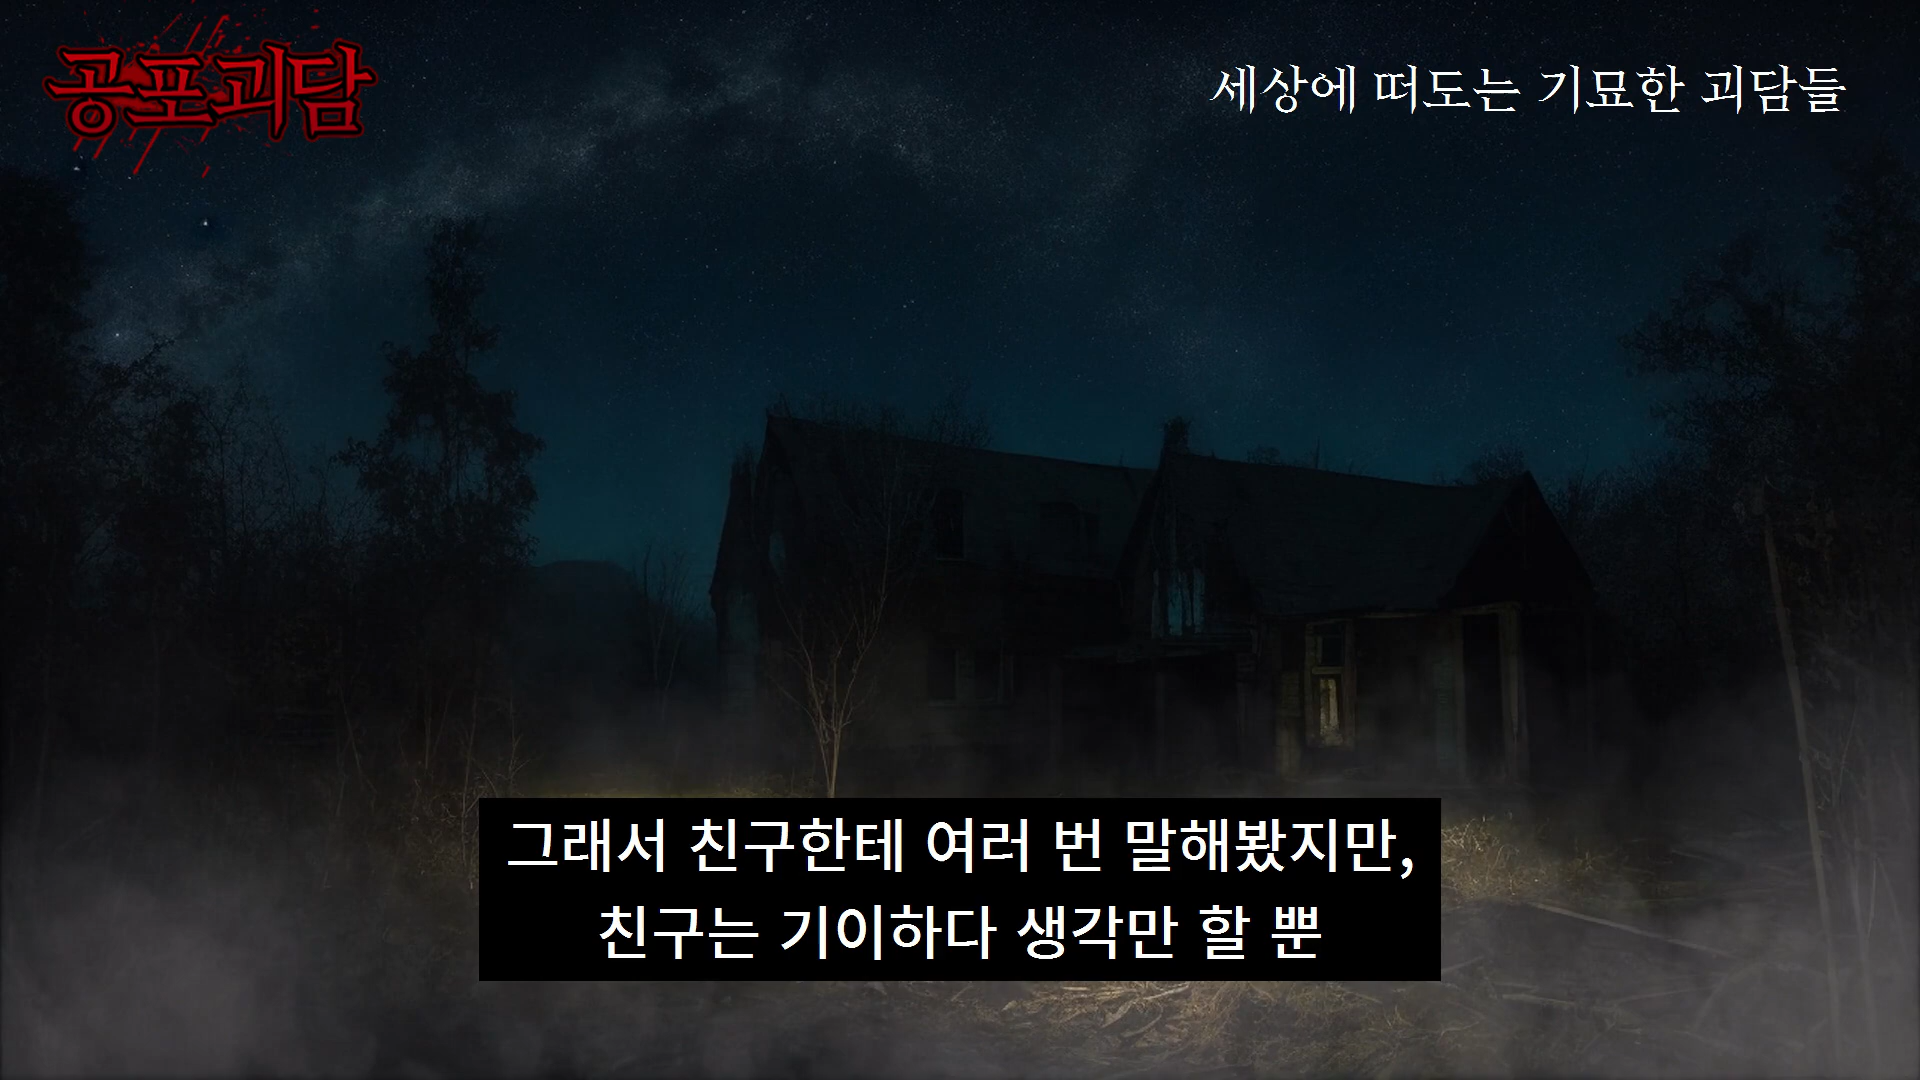 공포괴담
세상에 떠도는 기묘한 괴담들
그래서 친구한테 여러 번 말해봤지만,
친구는 기이하다 생각만 할 뿐